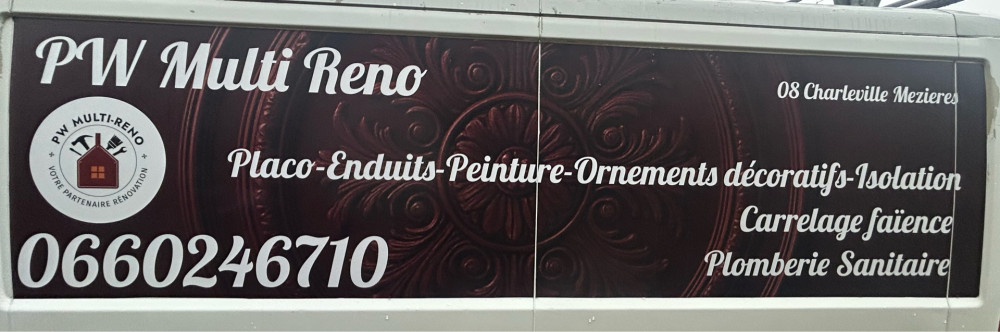 PW Multi Reno
08 Charleville Mezieres
PW MULTI-RENO
VOTRE PARTENAIRE RÉNOVATION
Placo-Enduits-Peinture-Ornements décoratifs-Isolation
Carrelage faïence
0660246710
Plomberie Sanitaire